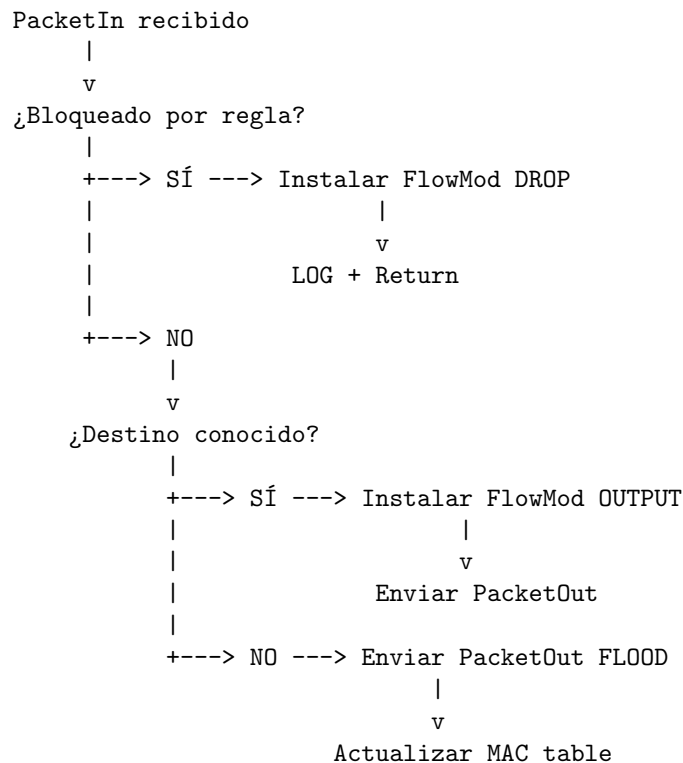 PacketIn recibido
|
v
¿Bloqueado por regla?
|
+---> SÍ ---> Instalar FlowMod DROP
| |
| v
| LOG + Return
|
+---> NO
|
v
¿Destino conocido?
|
+---> SÍ ---> Instalar FlowMod OUTPUT
| |
| v
| Enviar PacketOut
|
+---> NO ---> Enviar PacketOut FLOOD
|
v
Actualizar MAC table